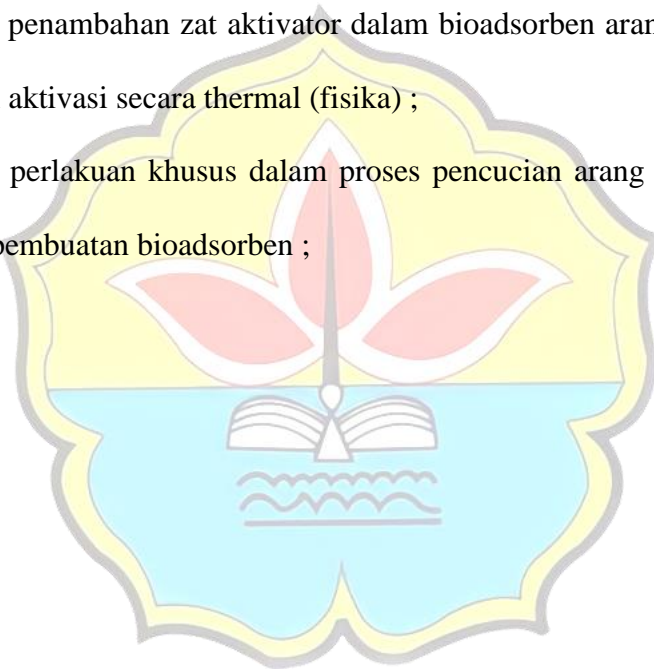 penambahan zat aktivator dalam bioadsorben aran
aktivasi secara thermal (fisika) ;
perlakuan khusus dalam proses pencucian arang
pembuatan bioadsorben ;